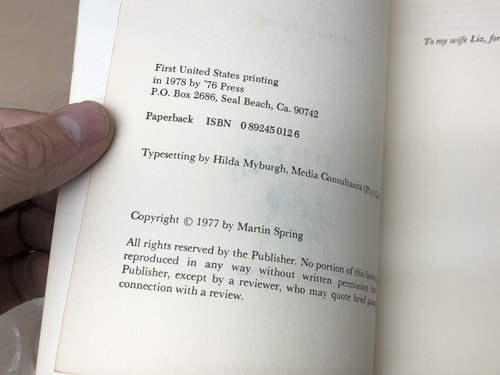 First United States printing
in 1978 by '76 Press
P.O. Box 2686, Seal Beach, Ca. 90742
Paperback ISBN 0 89245 012 6
Typesetting by Hilda Myburgh, Media Consultants (Pty)
Copyright © 1977 by Martin Spring
All rights reserved by the Publisher. No portion of this book
reproduced in any way without written permission
Publisher, except by a reviewer, who may quote brief
connection with a review.
To my wife Liz, for